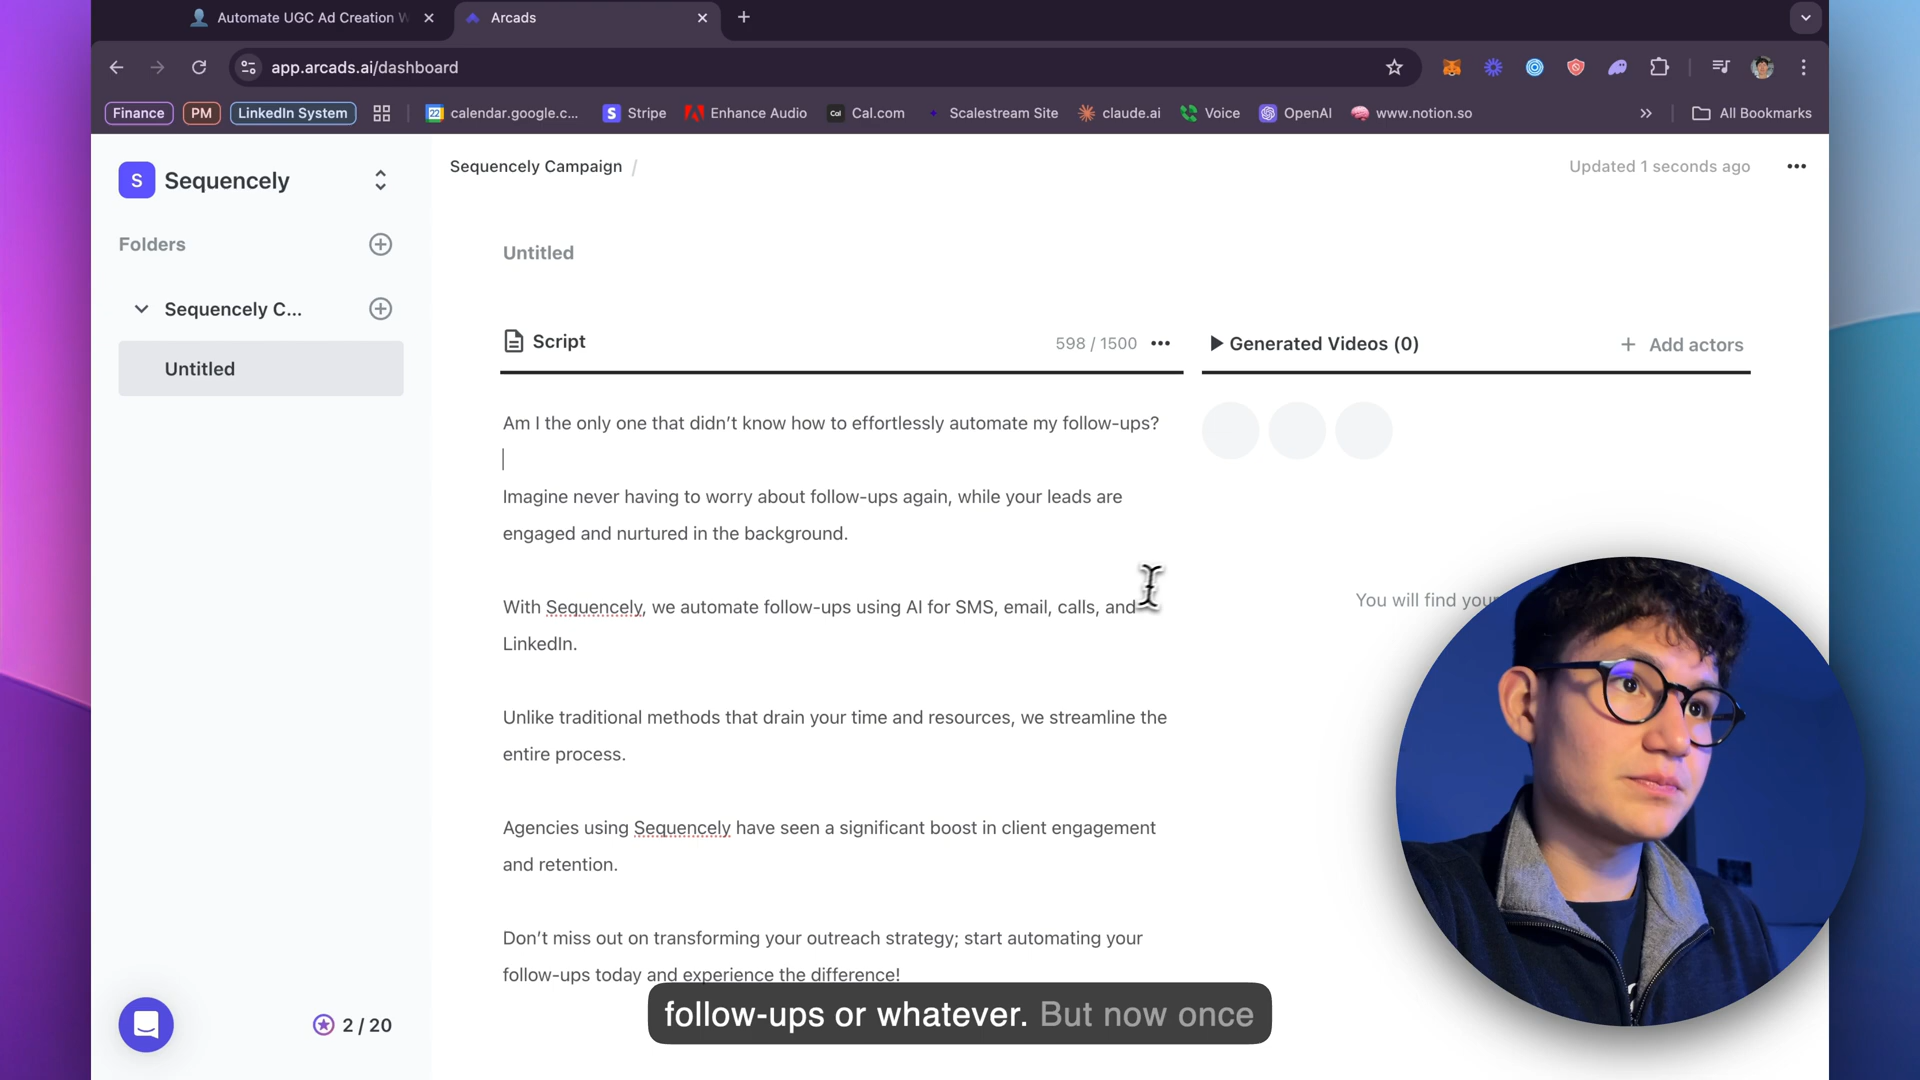 Automate UGC Ad Creation W
Arcads
app.arcads.ai/dashboard
Finance
PM
LinkedIn System
22
calendar.google.c...
S
Stripe
Enhance Audio
Cal
Cal.com
Scalestream Site
claude.ai
Voice
OpenAI
www.notion.so
All Bookmarks
S
Sequencely
Folders
Sequencely C...
Untitled
2 / 20
Sequencely Campaign /
Updated 1 seconds ago
Untitled
Script
598 / 1500
Generated Videos (0)
+ Add actors
Am I the only one that didn’t know how to effortlessly automate my follow-ups?
Imagine never having to worry about follow-ups again, while your leads are
engaged and nurtured in the background.
With Sequencely, we automate follow-ups using AI for SMS, email, calls, and
LinkedIn.
Unlike traditional methods that drain your time and resources, we streamline the
entire process.
Agencies using Sequencely have seen a significant boost in client engagement
and retention.
Don’t miss out on transforming your outreach strategy; start automating your
follow-ups today and experience the difference!
You will find your
follow-ups or whatever. But now once